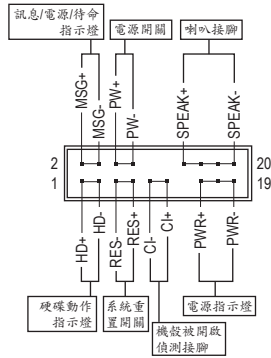 訊息/電源/待命
指示燈
電源開關
喇叭接腳
MSG+
MSG-
PW+
PW-
SPEAK+
SPEAK-
2
20
1
19
HD+
HD-
RES-
RES+
CI-
CI+
PWR+
PWR-
硬碟動作
指示燈
系統重
置開關
機殼被開啟
偵測接腳
電源指示燈